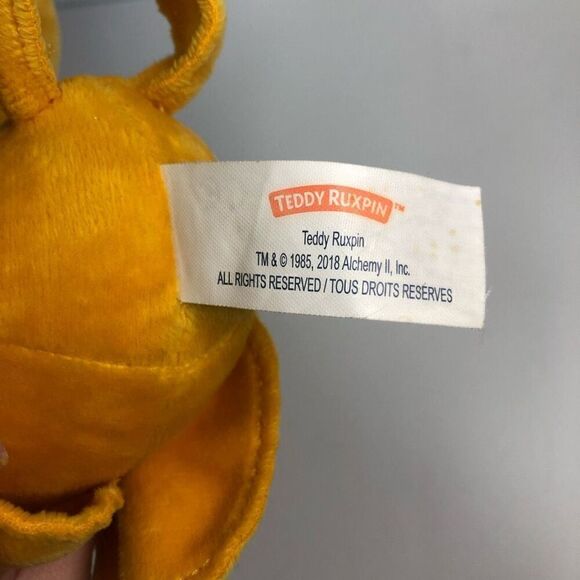 TEDDY RUXPIN™
Teddy Ruxpin
TM & © 1985, 2018 Alchemy II, Inc.
ALL RIGHTS RESERVED / TOUS DROITS RESERVES